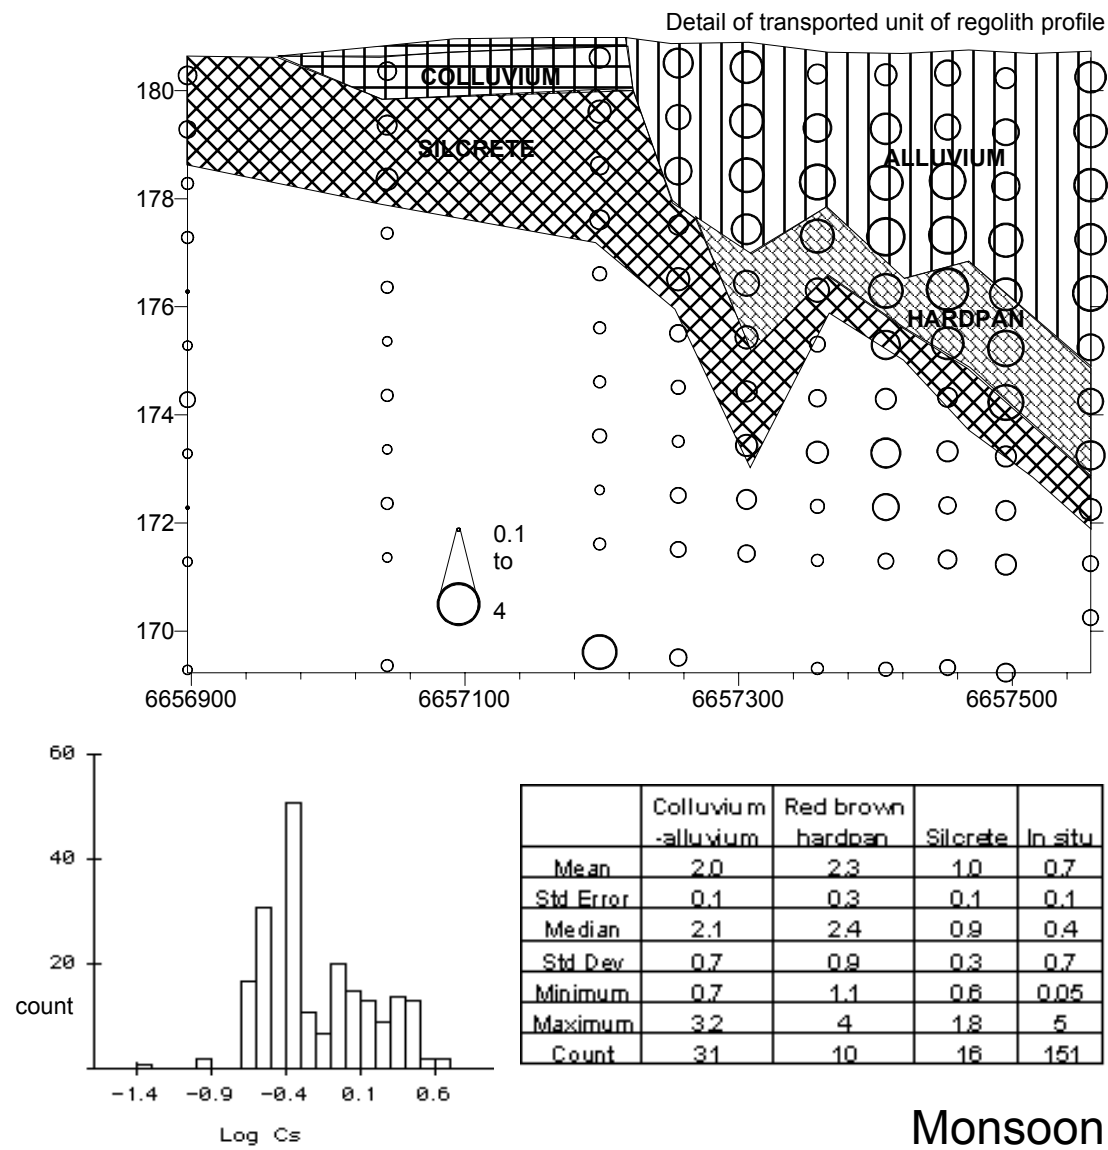 Detail of transported unit of regolith profile
180
178
176
174
172
170
COLLUVIUM
SILCRETE
ALLUVIUM
HARDPAN
0.1
to
4
6656900 6657100 6657300 6657500
60
40
20
count
-1.4 -0.9 -0.4 0.1 0.6
Log Cs
Colluvium Red brown
-alluvium hardpan Silcrete In situ
Mean 2.0 2.3 1.0 0.7
Std Error 0.1 0.3 0.1 0.1
Median 2.1 2.4 0.9 0.4
Std Dev 0.7 0.9 0.3 0.7
Minimum 0.7 1.1 0.6 0.05
Maximum 3.2 4 1.8 5
Count 31 10 16 151
Monsoon